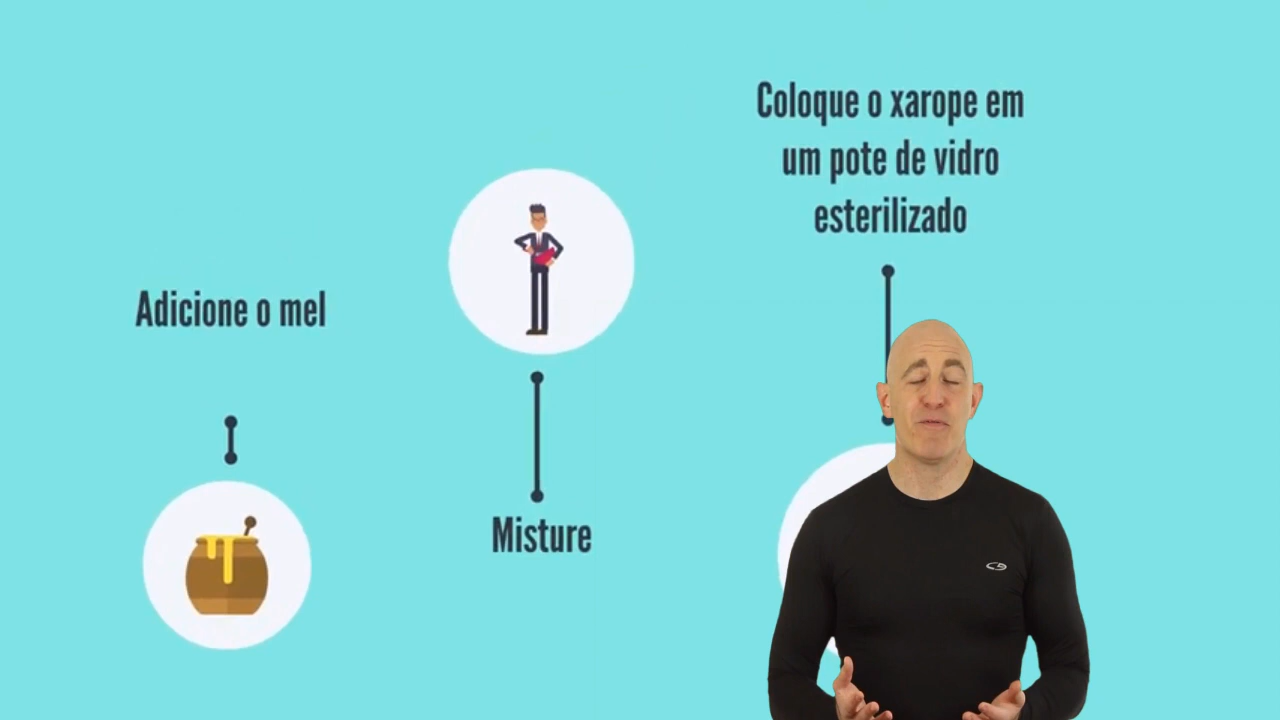 Adicione o mel
Misture
Coloque o xarope em
um pote de vidro
esterilizado